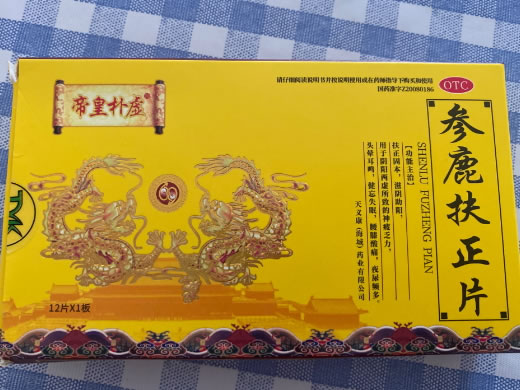 请仔细阅读说明书并按说明使用或在药师指导下购买和使用
国药准字Z20080186
OTC
帝皇朴虚
参鹿扶正片
SHENLU FUZHENG PIAN
【功能主治】
扶正固本，滋阴助阳。
用于阴阳两虚所致的神疲乏力，
头晕耳鸣，健忘失眠，腰膝酸痛，夜尿频多。
天义康（海城）药业有限公司
12片X1板
TMK